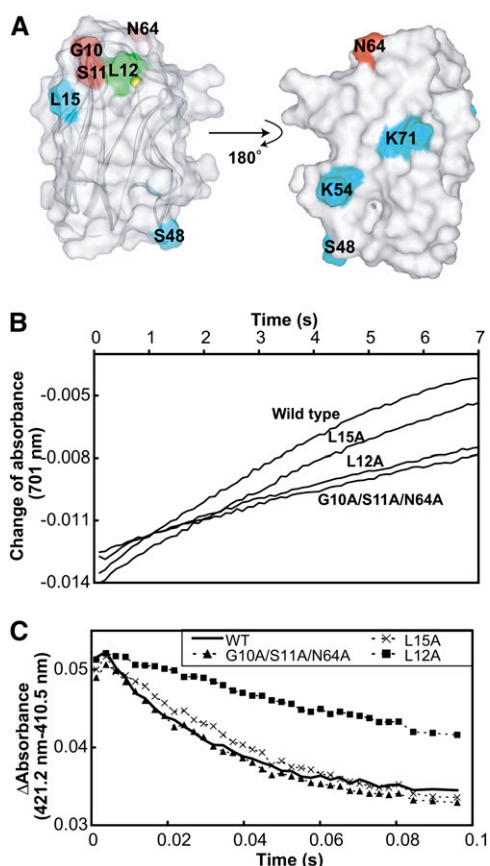 A
G10
N64
S11 L12
L15
S48
180°
N64
K71
K54
S48
B
Time (s)
0 1 2 3 4 5 6 7
Change of absorbance
(701 nm)
-0.005
-0.008
-0.011
-0.014
Wild type
L15A
L12A
G10A/S11A/N64A
C
WT
L15A
G10A/S11A/N64A
L12A
ΔAbsorbance
(421.2 nm-410.5 nm)
0.05
0.04
0.03
0 0.02 0.04 0.06 0.08 0.1
Time (s)